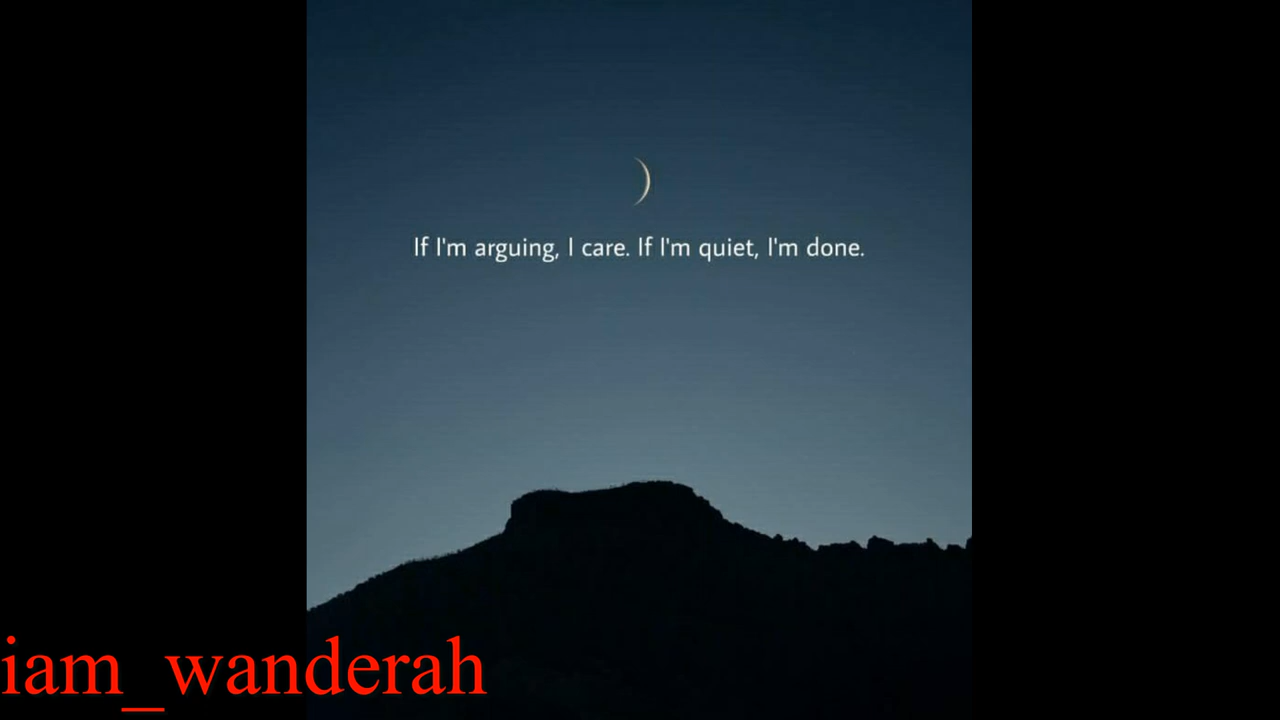 If I'm arguing, I care. If I'm quiet, I'm done.
iam_wanderah